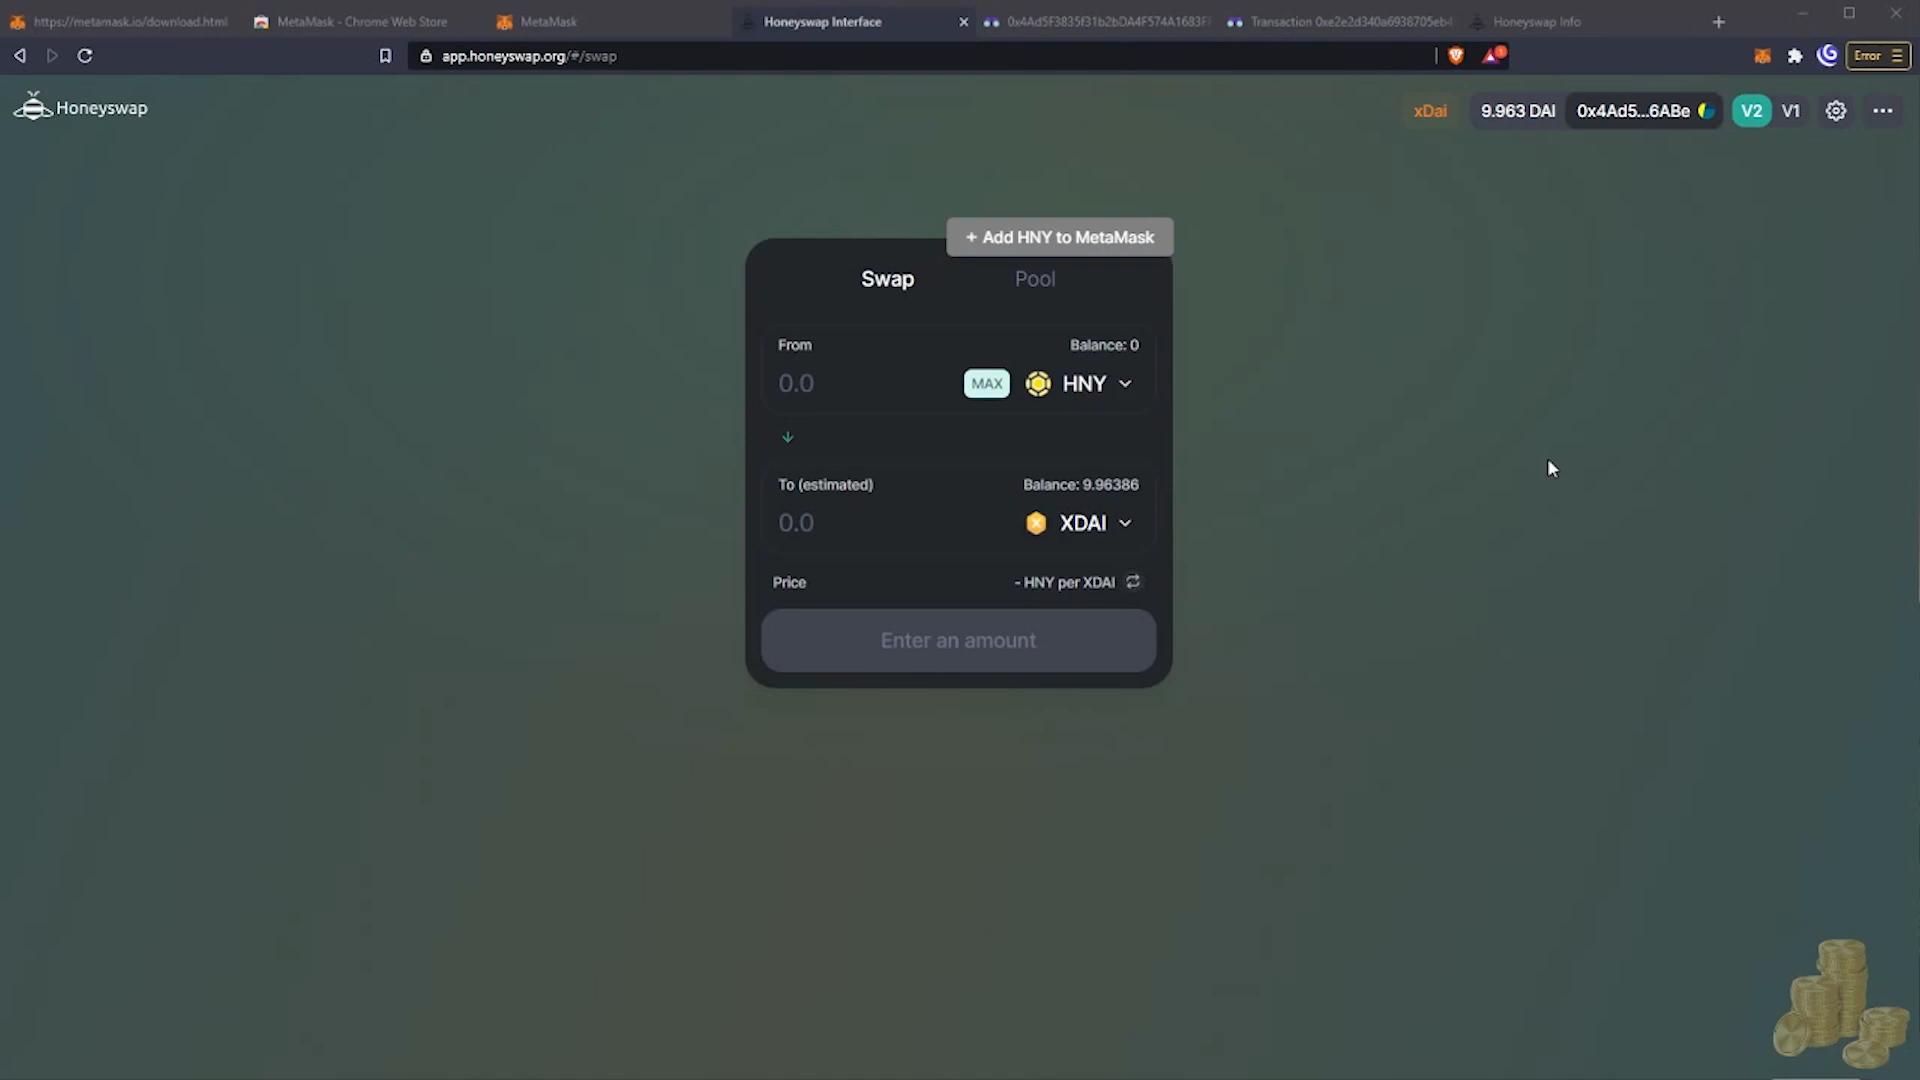 https://metamask.io/download.html
MetaMask - Chrome Web Store
MetaMask
Honeyswap Interface
0x4Ad5F3835f31b2bDA4F574A1683F
Transaction 0xe2e2d340a6938705eb4
Honeyswap Info
app.honeyswap.org/#/swap
1
Error
Honeyswap
xDai
9.963 DAI
0x4Ad5...6ABe
V2
V1
+ Add HNY to MetaMask
Swap
Pool
From
Balance: 0
0.0
MAX
HNY
To (estimated)
Balance: 9.96386
0.0
XDAI
Price
- HNY per XDAI
Enter an amount